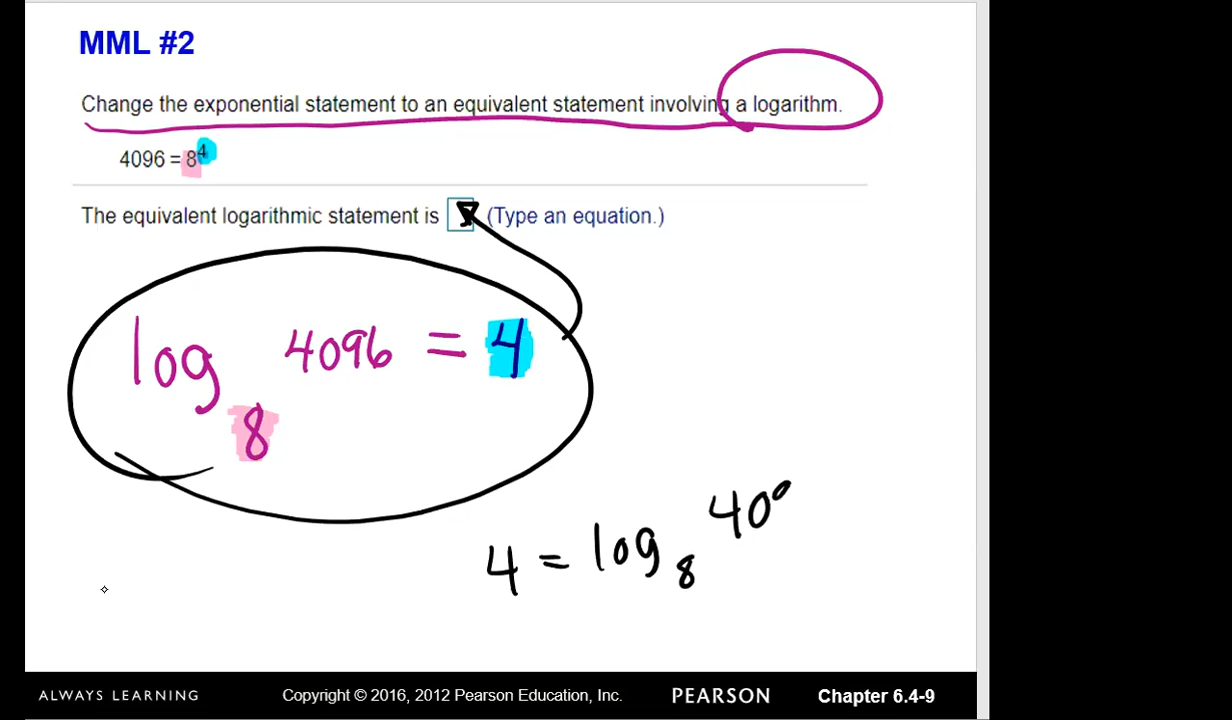 MML #2
Change the exponential statement to an equivalent statement involving a logarithm.
4096 = 8⁴
The equivalent logarithmic statement is (Type an equation.)
log₈ 4096 = 4
4 = log₈ 40
ALWAYS LEARNING Copyright © 2016, 2012 Pearson Education, Inc. PEARSON Chapter 6.4-9